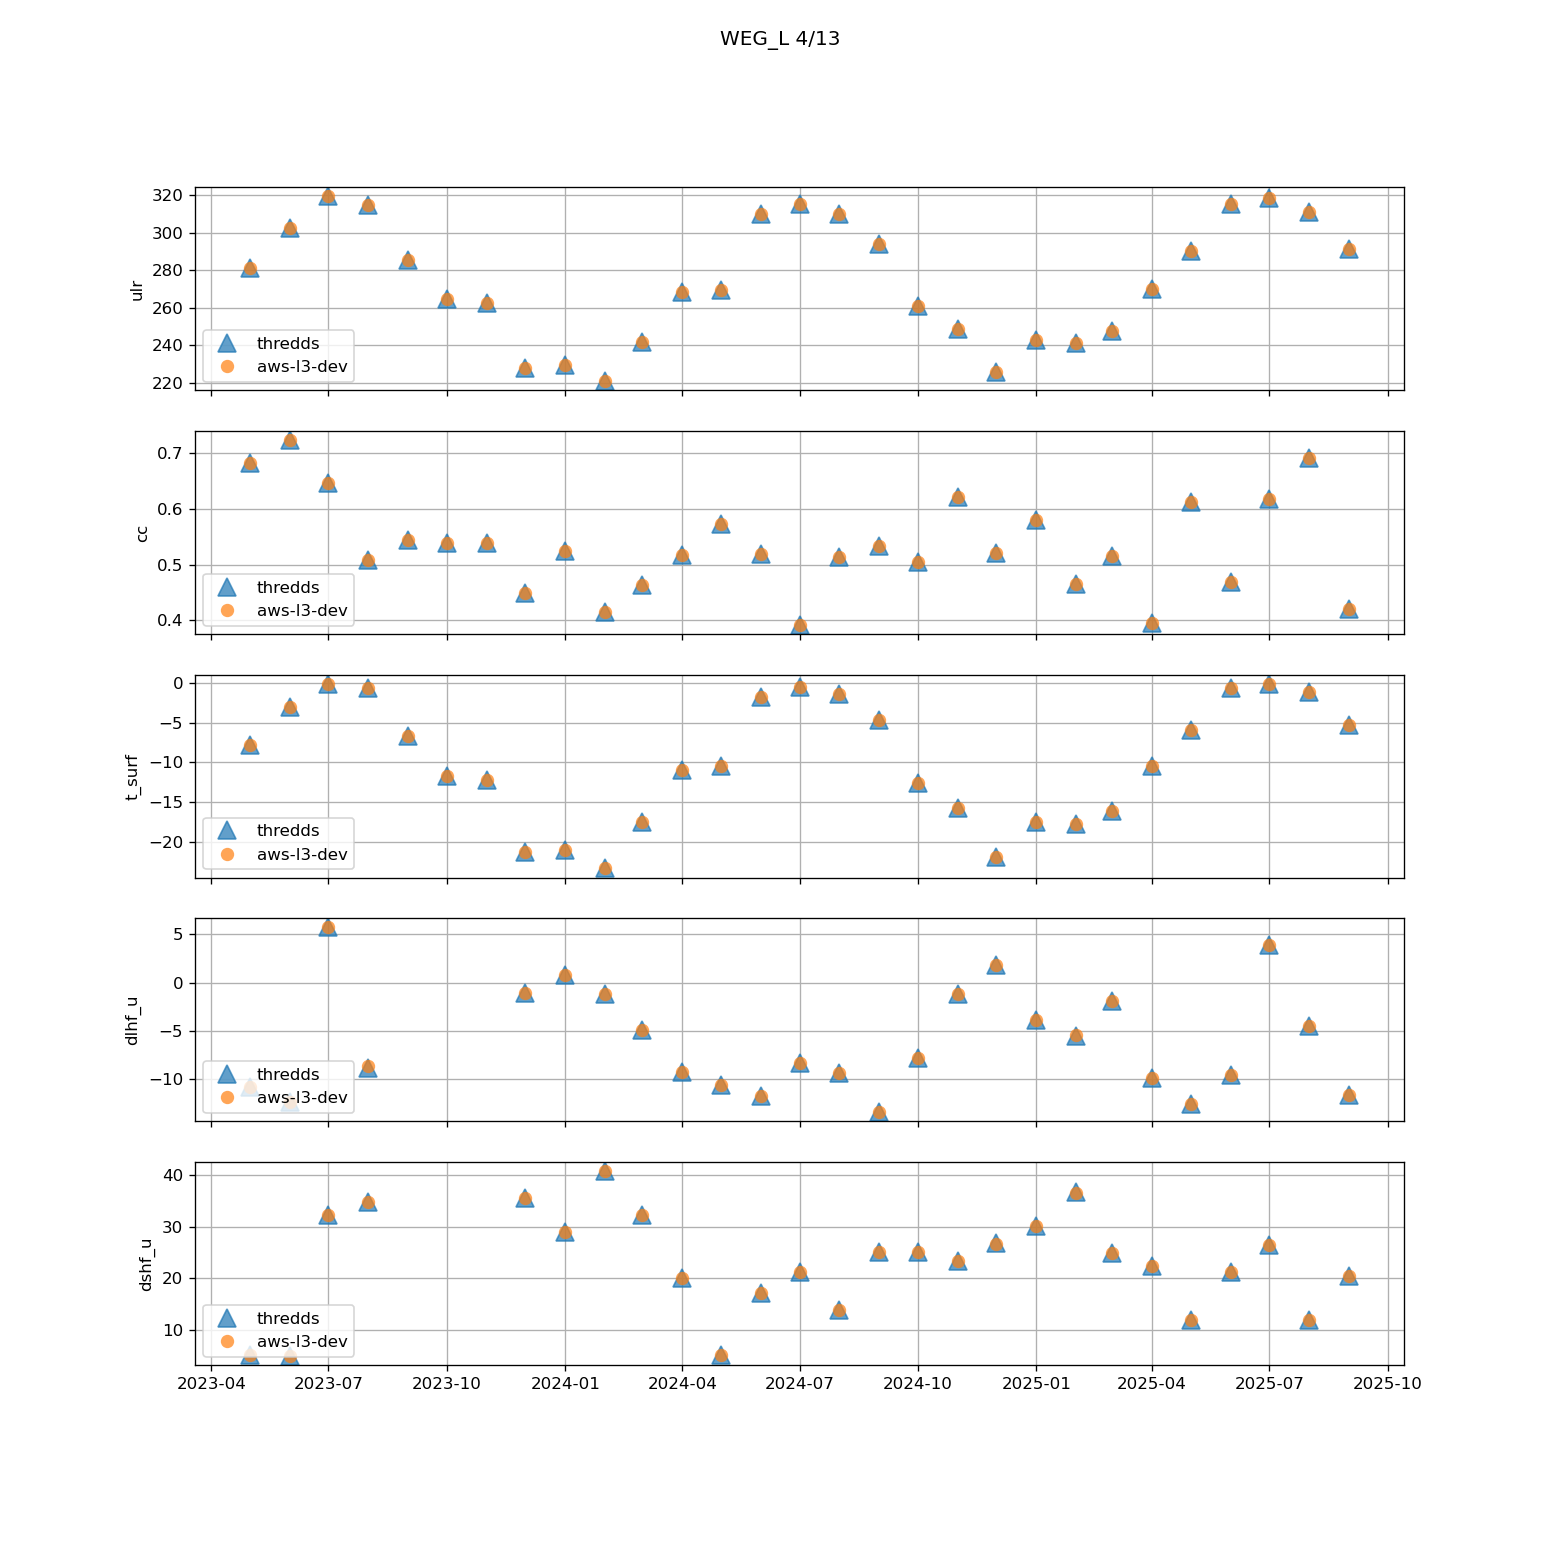 WEG_L 4/13
320
300
280
260
240
220
ulr
thredds
aws-l3-dev
0.7
0.6
0.5
0.4
cc
thredds
aws-l3-dev
0
−5
−10
−15
−20
t_surf
thredds
aws-l3-dev
5
0
−5
−10
dlhf_u
thredds
aws-l3-dev
40
30
20
10
dshf_u
thredds
aws-l3-dev
2023-04 2023-07 2023-10 2024-01 2024-04 2024-07 2024-10 2025-01 2025-04 2025-07 2025-10